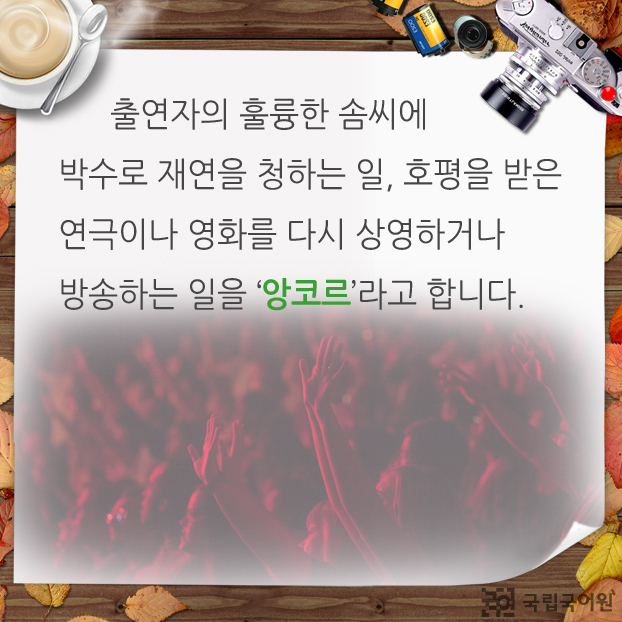 출연자의 훌륭한 솜씨에
박수로 재연을 청하는 일, 호평을 받은
연극이나 영화를 다시 상영하거나
방송하는 일을 ‘앙코르’라고 합니다.
국립국어원